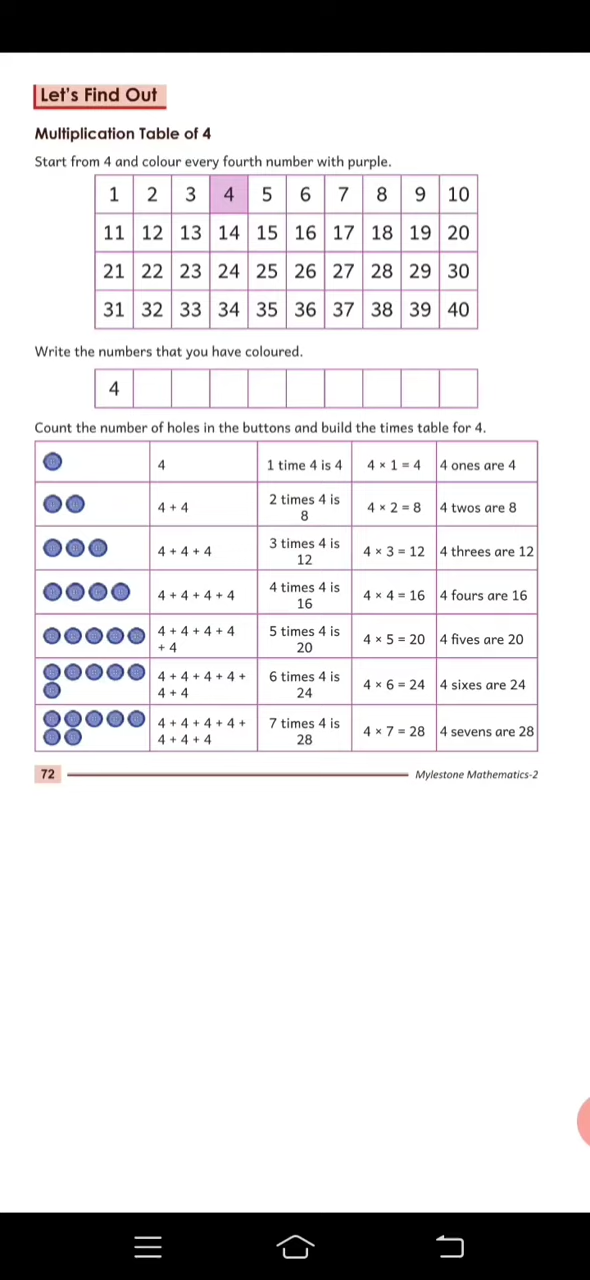 Let's Find Out
Multiplication Table of 4
Start from 4 and colour every fourth number with purple.
1 2 3 4 5 6 7 8 9 10
11 12 13 14 15 16 17 18 19 20
21 22 23 24 25 26 27 28 29 30
31 32 33 34 35 36 37 38 39 40
Write the numbers that you have coloured.
4
Count the number of holes in the buttons and build the times table for 4.
4 1 time 4 is 4 4 × 1 = 4 4 ones are 4
4 + 4 2 times 4 is 4 × 2 = 8 4 twos are 8
8
4 + 4 + 4 3 times 4 is 4 × 3 = 12 4 threes are 12
12
4 + 4 + 4 + 4 4 times 4 is 4 × 4 = 16 4 fours are 16
16
4 + 4 + 4 + 4 5 times 4 is 4 × 5 = 20 4 fives are 20
+ 4 20
4 + 4 + 4 + 4 + 6 times 4 is 4 × 6 = 24 4 sixes are 24
4 + 4 24
4 + 4 + 4 + 4 + 7 times 4 is 4 × 7 = 28 4 sevens are 28
4 + 4 + 4 28
72 Mylestone Mathematics-2